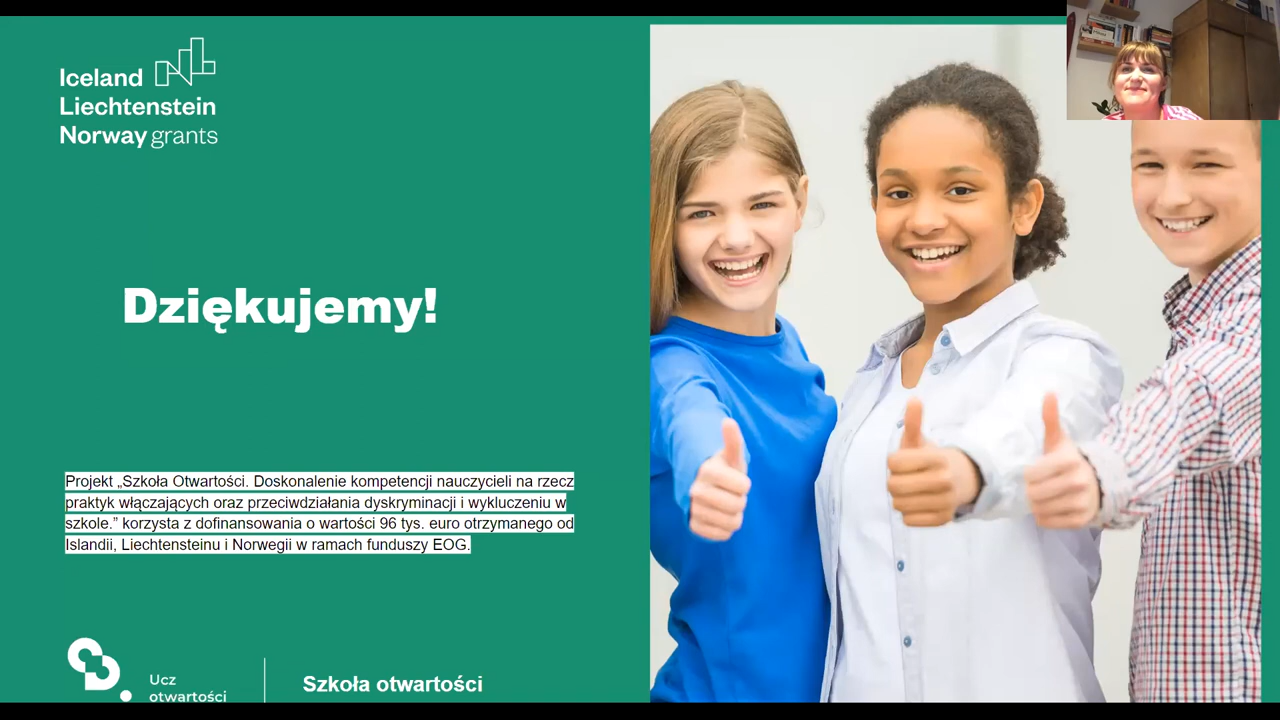 Iceland
Liechtenstein
Norway grants
Dziękujemy!
Projekt „Szkoła Otwartości. Doskonalenie kompetencji nauczycieli na rzecz
praktyk włączających oraz przeciwdziałania dyskryminacji i wykluczeniu w
szkole.” korzysta z dofinansowania o wartości 96 tys. euro otrzymanego od
Islandii, Liechtensteinu i Norwegii w ramach funduszy EOG.
Ucz
otwartości
Szkoła otwartości